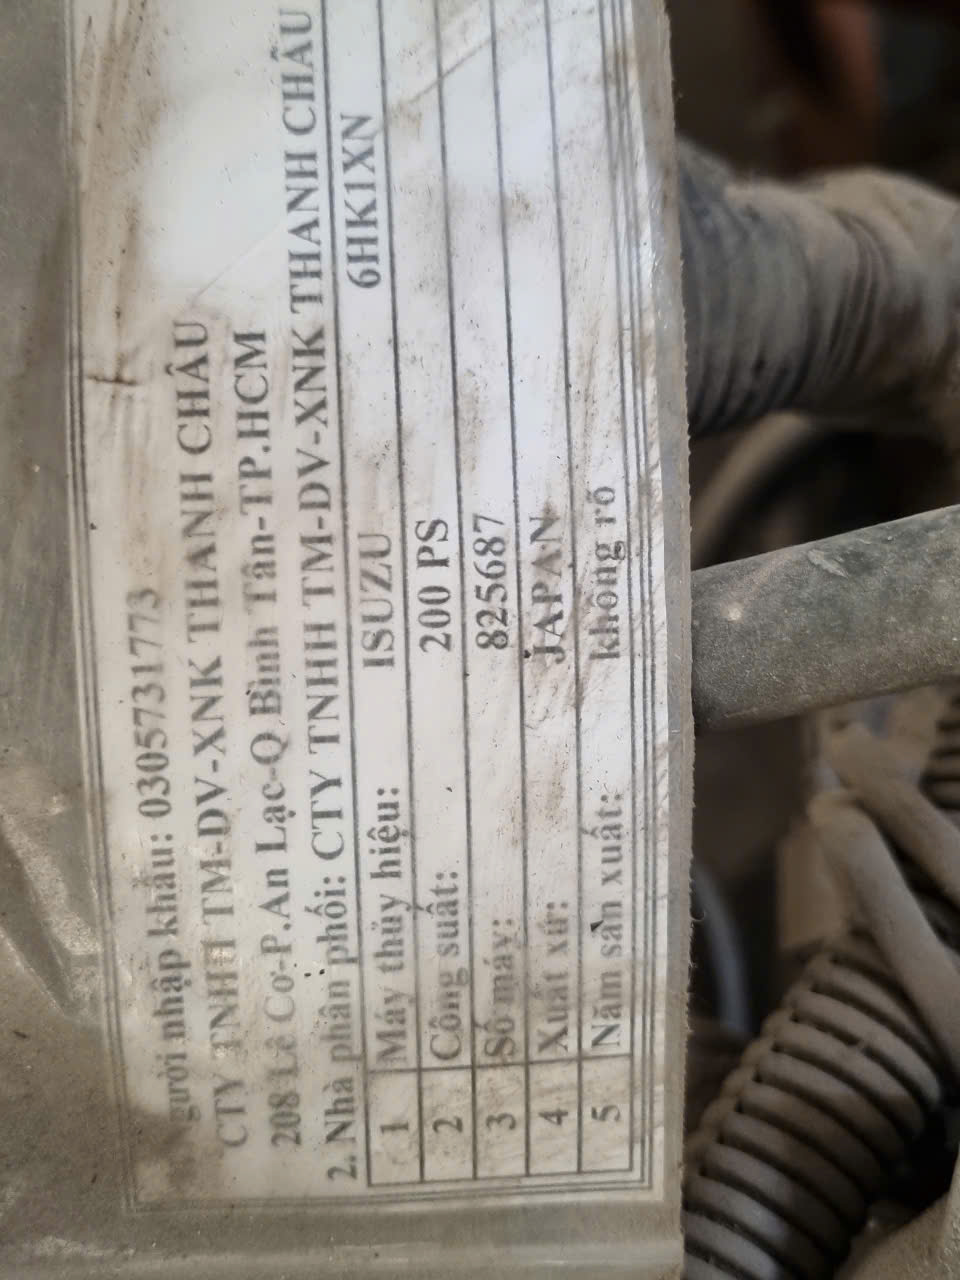 gười nhập khẩu: 0305731773
CTY TNHH TM-DV-XNK THANH CHÂU
208 Lê Cơ-P.An Lạc-Q Bình Tân-TP.HCM
2. Nhà phân phối: CTY TNHH TM-DV-XNK THANH CHÂU
1 Máy thủy hiệu: ISUZU 6HK1XN
2 Công suất: 200 PS
3 Số máy: 825687
4 Xuất xứ: JAPAN
5 Năm sản xuất: không rõ